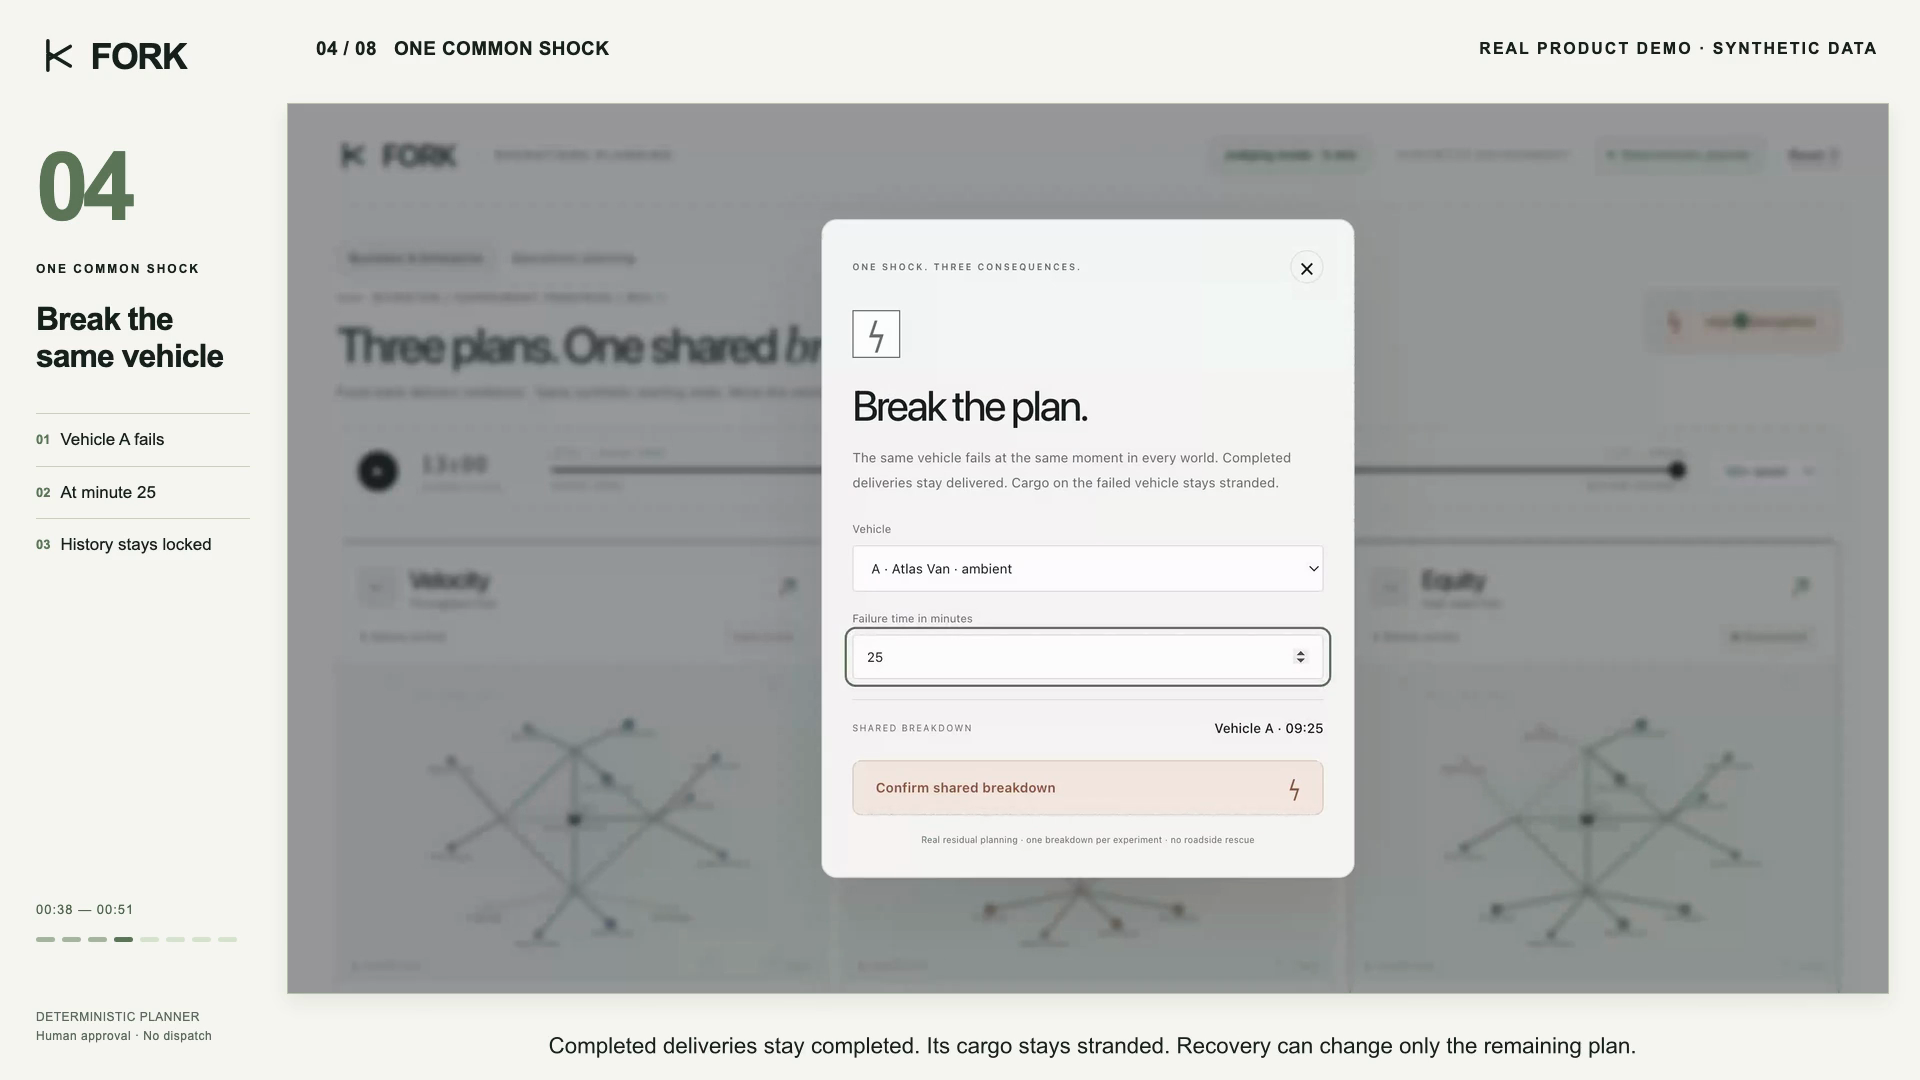 FORK
04 / 08 ONE COMMON SHOCK
REAL PRODUCT DEMO · SYNTHETIC DATA
04
ONE COMMON SHOCK
Break the
same vehicle
01 Vehicle A fails
02 At minute 25
03 History stays locked
00:38 — 00:51
DETERMINISTIC PLANNER
Human approval · No dispatch
FORK
Three plans. One shared
13:00
Velocity
Equity
ONE SHOCK. THREE CONSEQUENCES.
Break the plan.
The same vehicle fails at the same moment in every world. Completed
deliveries stay delivered. Cargo on the failed vehicle stays stranded.
Vehicle
A · Atlas Van · ambient
Failure time in minutes
25
SHARED BREAKDOWN
Vehicle A · 09:25
Confirm shared breakdown
Real residual planning · one breakdown per experiment · no roadside rescue
Completed deliveries stay completed. Its cargo stays stranded. Recovery can change only the remaining plan.